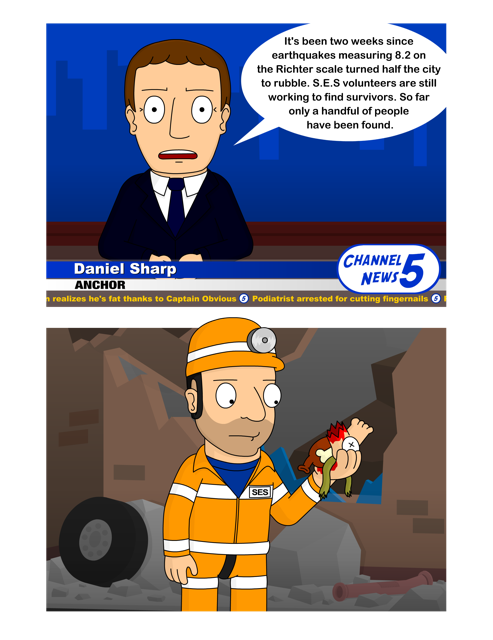 It's been two weeks since
earthquakes measuring 8.2 on
the Richter scale turned half the city
to rubble. S.E.S volunteers are still
working to find survivors. So far
only a handful of people
have been found.
CHANNEL
NEWS 5
Daniel Sharp
ANCHOR
n realizes he's fat thanks to Captain Obvious 5 Podiatrist arrested for cutting fingernails 5
SES